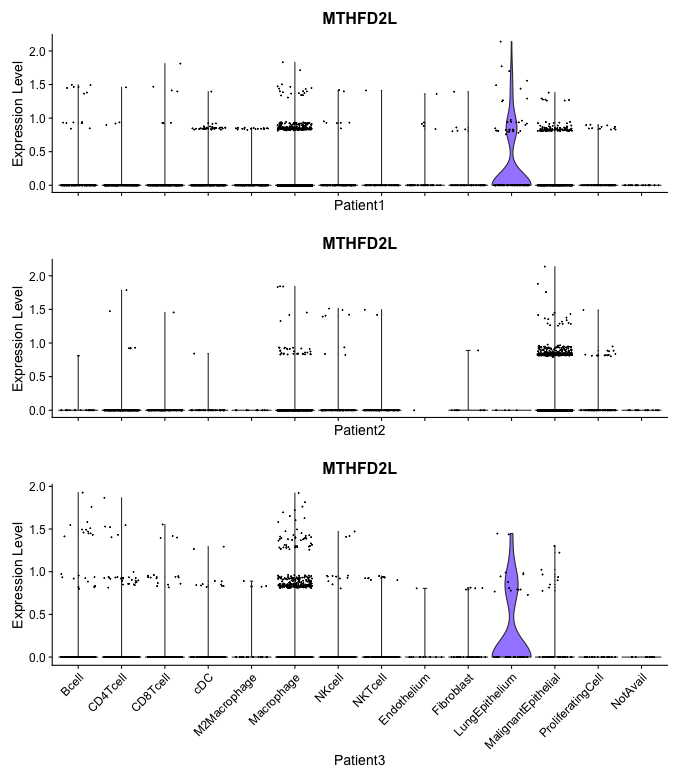 MTHFD2L
Expression Level
2.0
1.5
1.0
0.5
0.0
Patient1
MTHFD2L
Expression Level
2.0
1.5
1.0
0.5
0.0
Patient2
MTHFD2L
Expression Level
2.0
1.5
1.0
0.5
0.0
Bcell
CD4Tcell
CD8Tcell
cDC
M2Macrophage
Macrophage
NKcell
NKTcell
Endothelium
Fibroblast
LungEpithelium
MalignantEpithelial
ProliferatingCell
NotAvail
Patient3